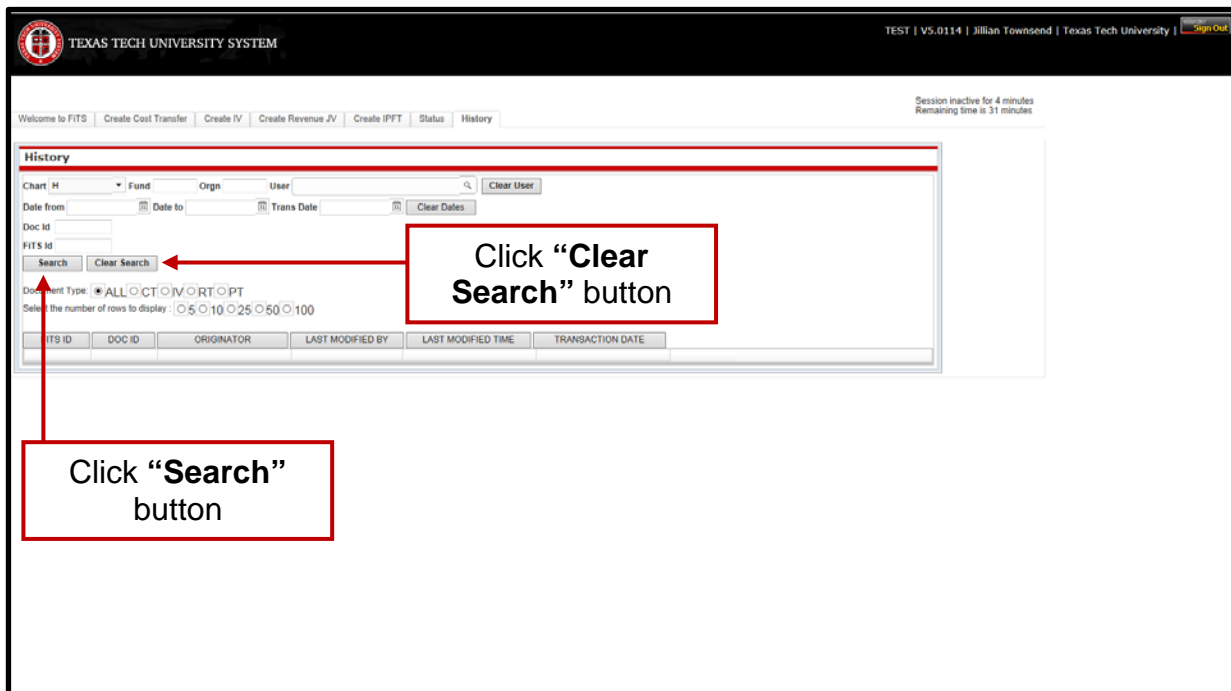 TEXAS TECH UNIVERSITY SYSTEM
TEST | V5.0114 | Jillian Townsend | Texas Tech University | Sign Out
Session inactive for 4 minutes
Remaining time is 31 minutes
Welcome to FiTS Create Cost Transfer Create IV Create Revenue JV Create IPFT Status History
History
Chart H Fund Orgn User Clear User
Date from Date to Trans Date Clear Dates
Doc Id
FiTS Id
Search Clear Search
Click “Clear
Search” button
Document Type: ALL CT IV RT PT
Select the number of rows to display : 5 10 25 50 100
FITS ID DOC ID ORIGINATOR LAST MODIFIED BY LAST MODIFIED TIME TRANSACTION DATE
Click “Search”
button